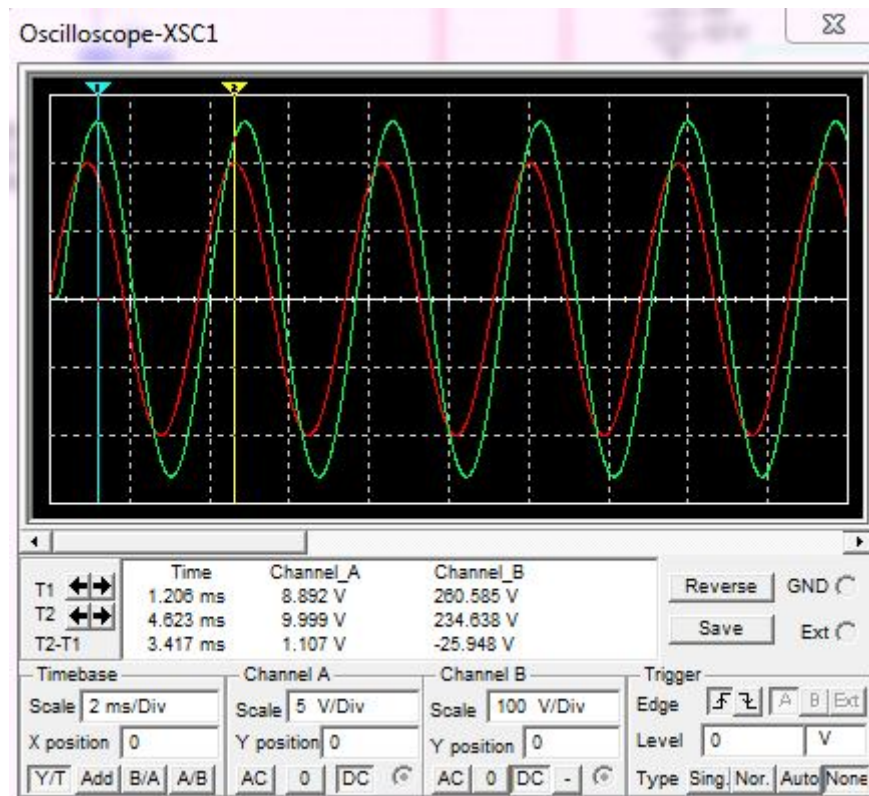 Oscilloscope-XSC1
1
2
Time Channel_A Channel_B
T1 1.206 ms 8.892 V 260.585 V
T2 4.623 ms 9.999 V 234.638 V
T2-T1 3.417 ms 1.107 V -25.948 V
Reverse GND
Save Ext
Timebase Channel A Channel B Trigger
Scale 2 ms/Div Scale 5 V/Div Scale 100 V/Div Edge A B Ext
X position 0 Y position 0 Y position 0 Level 0 V
Y/T Add B/A A/B AC 0 DC AC 0 DC - Type Sing. Nor. Auto None